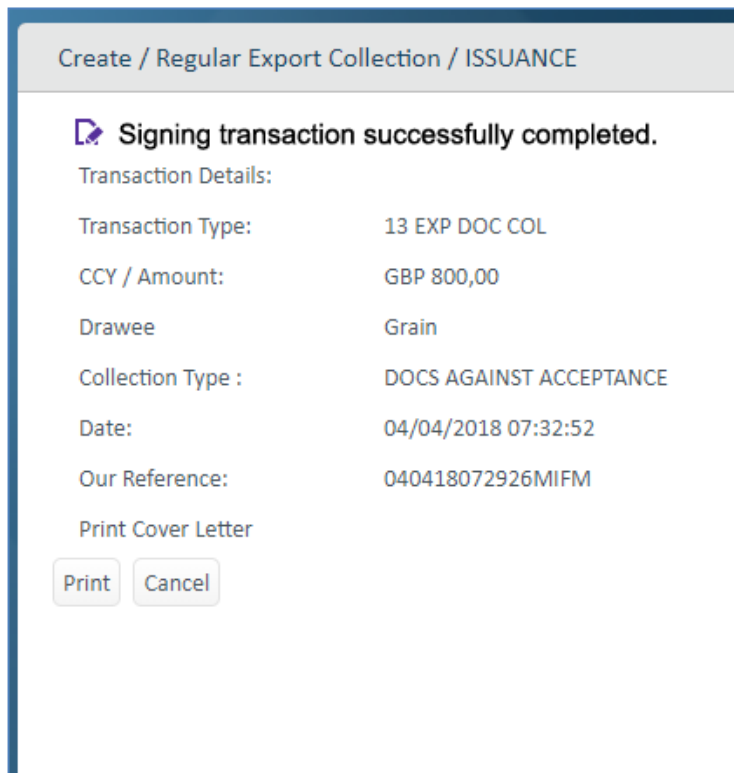 Create / Regular Export Collection / ISSUANCE
Signing transaction successfully completed.
Transaction Details:
Transaction Type: 13 EXP DOC COL
CCY / Amount: GBP 800,00
Drawee Grain
Collection Type : DOCS AGAINST ACCEPTANCE
Date: 04/04/2018 07:32:52
Our Reference: 040418072926MIFM
Print Cover Letter
Print Cancel